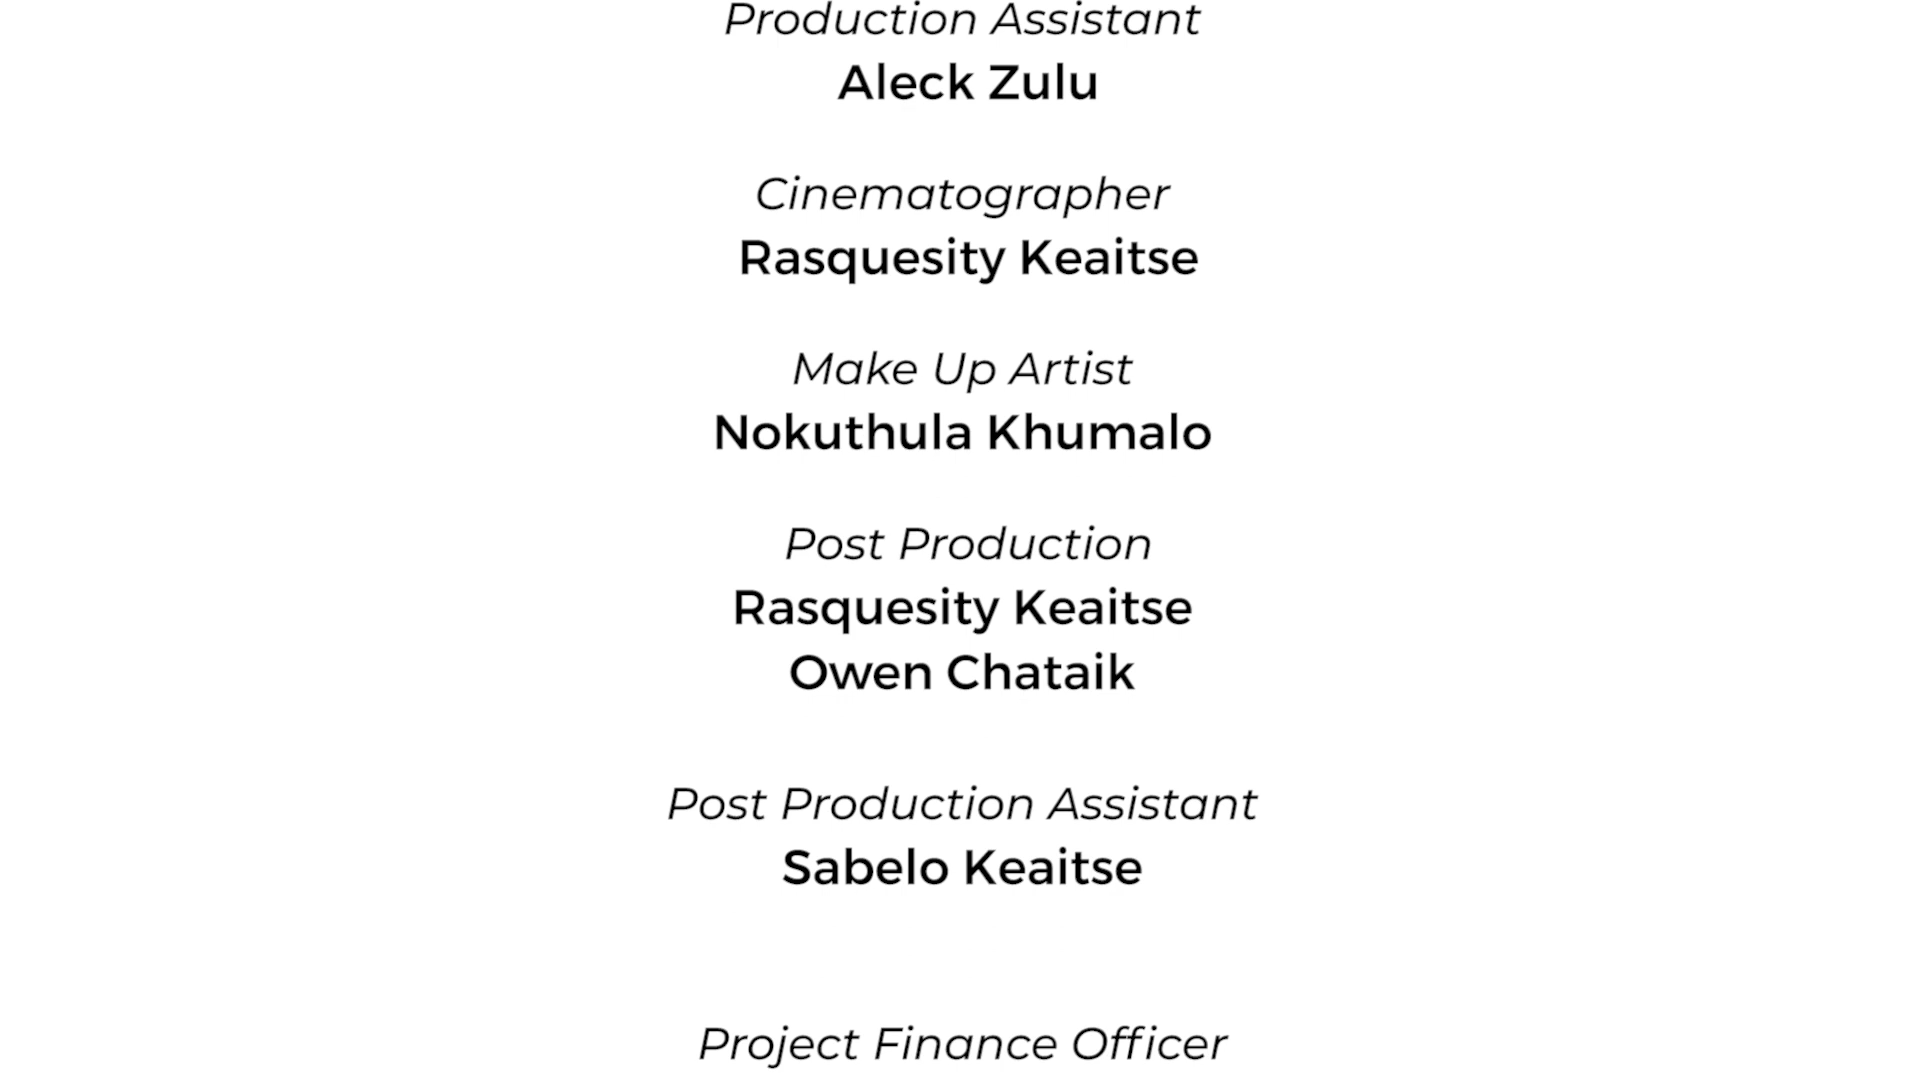 Production Assistant
Aleck Zulu
Cinematographer
Rasquesity Keaitse
Make Up Artist
Nokuthula Khumalo
Post Production
Rasquesity Keaitse
Owen Chataik
Post Production Assistant
Sabelo Keaitse
Project Finance Officer